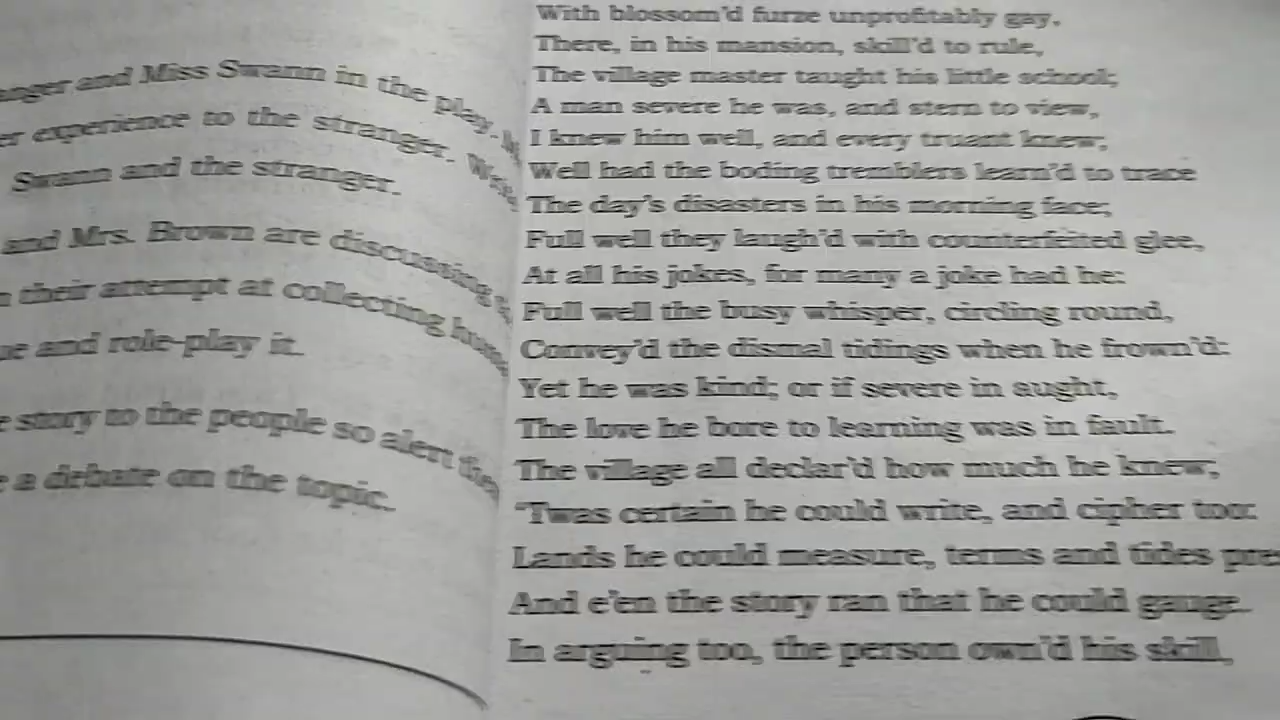 anger and Miss Swann in the play.
er experience to the stranger.
Swann and the stranger.
and Mrs. Brown are discussing
their attempt at collecting
and role-play it.
story to the people so alert
a debate on the topic.
With blossom'd furze unprofitably gay,
There, in his mansion, skill'd to rule,
The village master taught his little school;
A man severe he was, and stern to view,
I knew him well, and every truant knew;
Well had the boding tremblers learn'd to trace
The day's disasters in his morning face;
Full well they laugh'd with counterfeited glee,
At all his jokes, for many a joke had he:
Full well the busy whisper, circling round,
Convey'd the dismal tidings when he frown'd:
Yet he was kind; or if severe in aught,
The love he bore to learning was in fault.
The village all declar'd how much he knew;
'Twas certain he could write, and cipher too:
Lands he could measure, terms and tides pre
And e'en the story ran that he could gauge.
In arguing too, the person own'd his skill,